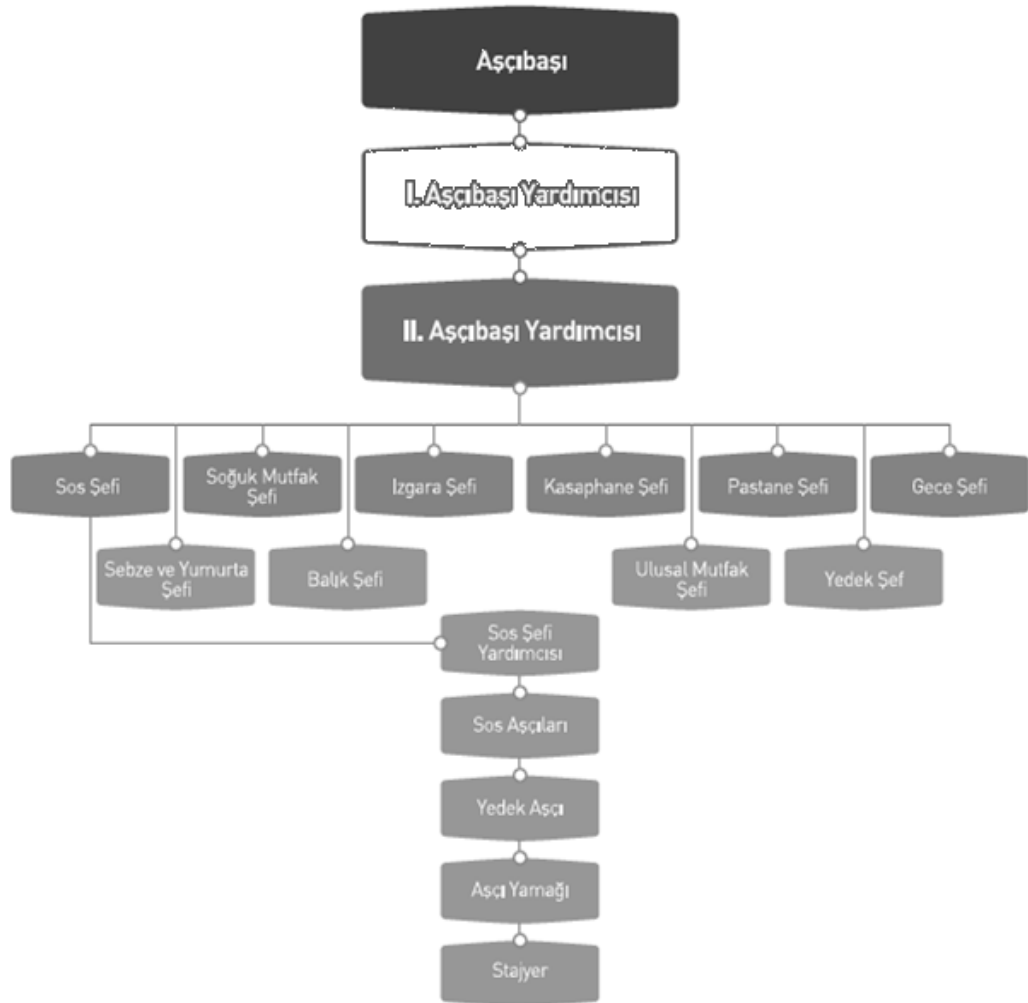 Aşçıbaşı
I. Aşçıbaşı Yardımcısı
II. Aşçıbaşı Yardımcısı
Sos Şefi
Soğuk Mutfak
Şefi
Izgara Şefi
Kasaphane Şefi
Pastane Şefi
Gece Şefi
Sebze ve Yumurta
Şefi
Balık Şefi
Ulusal Mutfak
Şefi
Yedek Şef
Sos Şefi
Yardımcısı
Sos Aşçıları
Yedek Aşçı
Aşçı Yamağı
Stajyer